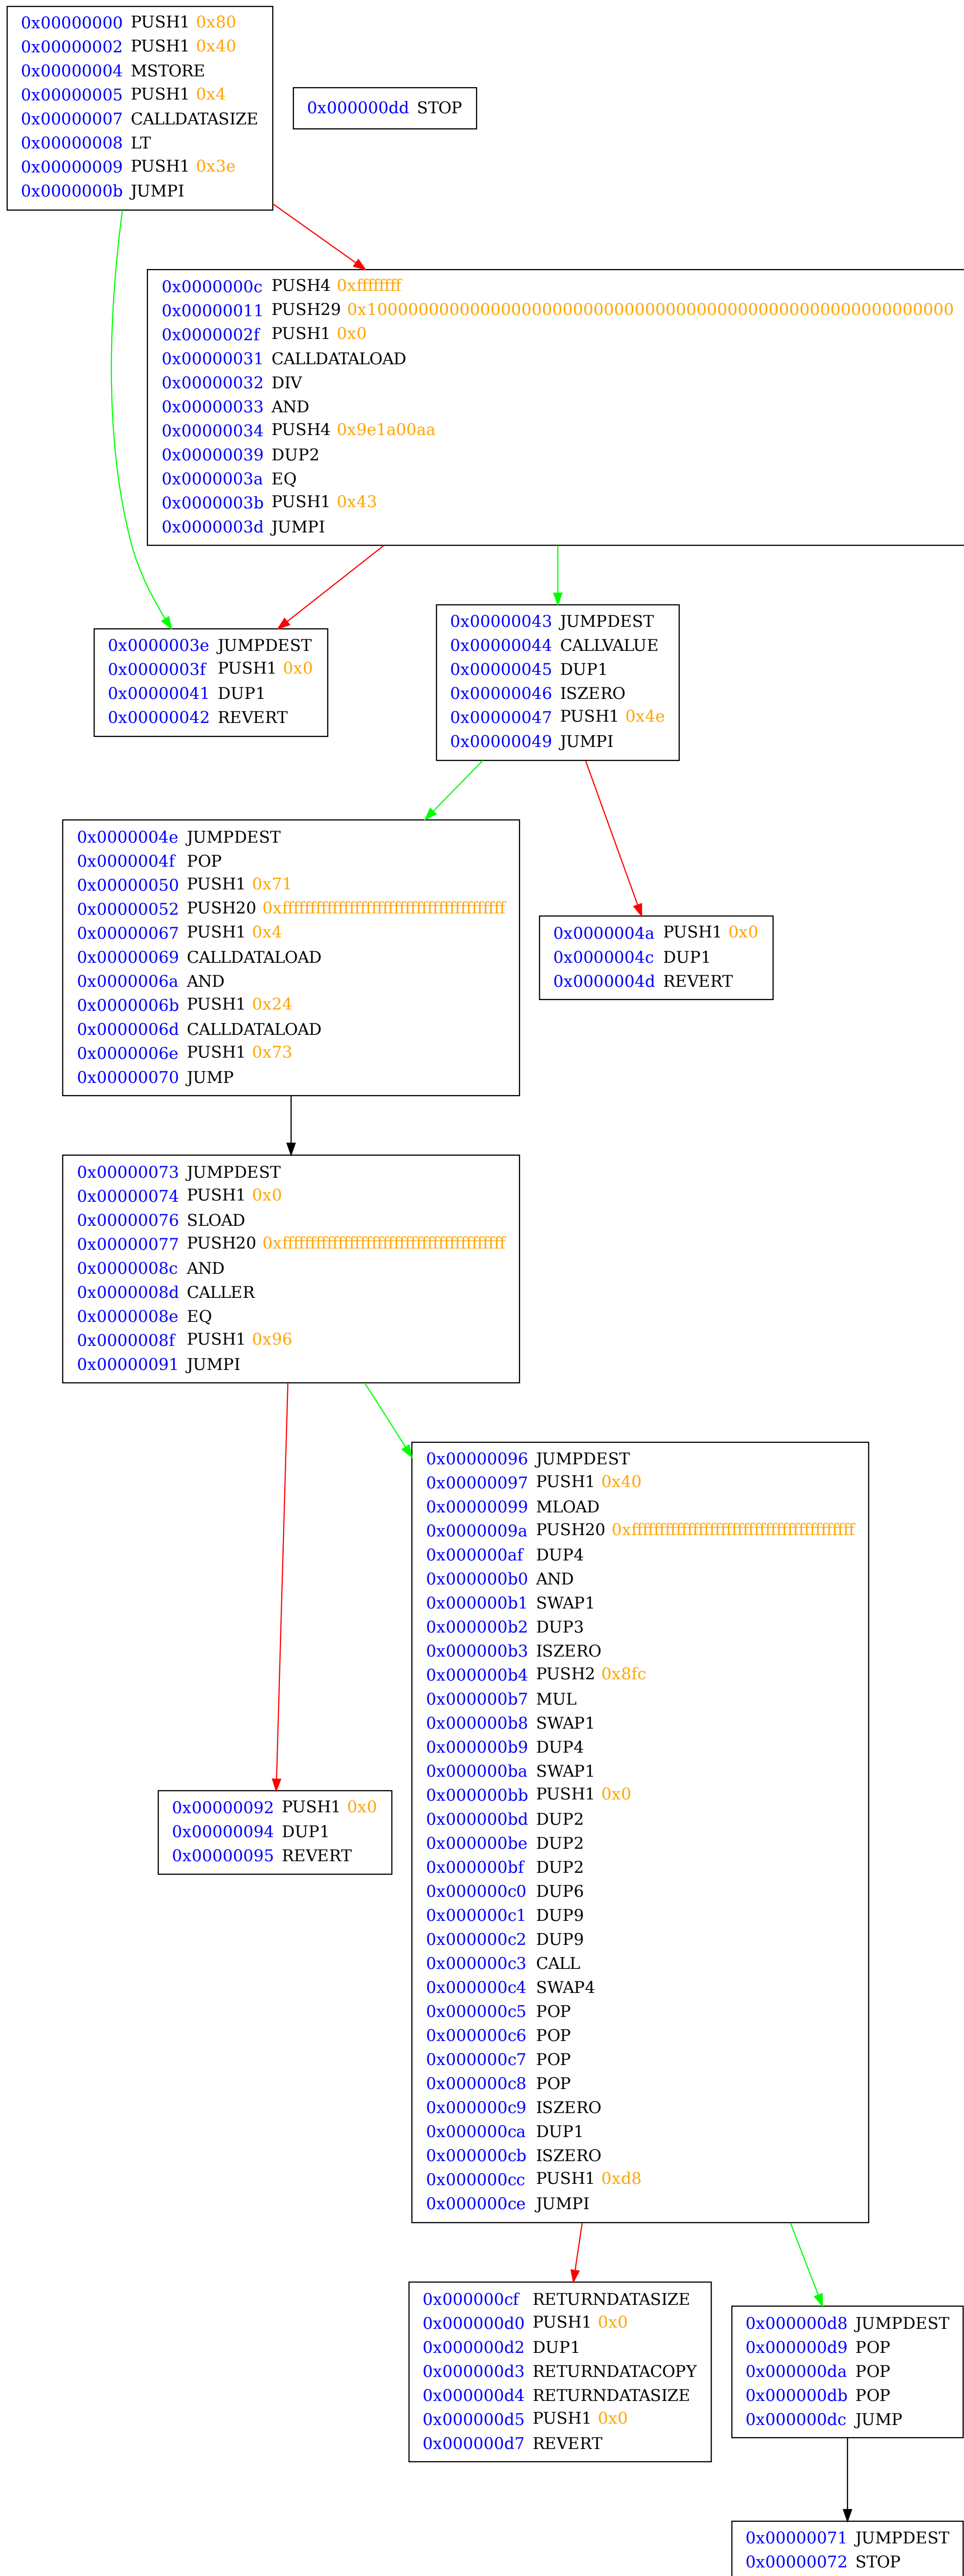 0x00000000 PUSH1 0x80
0x00000002 PUSH1 0x40
0x00000004 MSTORE
0x00000005 PUSH1 0x4
0x00000007 CALLDATASIZE
0x00000008 LT
0x00000009 PUSH1 0x3e
0x0000000b JUMPI
0x000000dd STOP
0x0000000c PUSH4 0xffffffff
0x00000011 PUSH29 0x100000000000000000000000000000000000000000000000000000000
0x0000002f PUSH1 0x0
0x00000031 CALLDATALOAD
0x00000032 DIV
0x00000033 AND
0x00000034 PUSH4 0x9e1a00aa
0x00000039 DUP2
0x0000003a EQ
0x0000003b PUSH1 0x43
0x0000003d JUMPI
0x0000003e JUMPDEST
0x0000003f PUSH1 0x0
0x00000041 DUP1
0x00000042 REVERT
0x00000043 JUMPDEST
0x00000044 CALLVALUE
0x00000045 DUP1
0x00000046 ISZERO
0x00000047 PUSH1 0x4e
0x00000049 JUMPI
0x0000004e JUMPDEST
0x0000004f POP
0x00000050 PUSH1 0x71
0x00000052 PUSH20 0xffffffffffffffffffffffffffffffffffffffff
0x00000067 PUSH1 0x4
0x00000069 CALLDATALOAD
0x0000006a AND
0x0000006b PUSH1 0x24
0x0000006d CALLDATALOAD
0x0000006e PUSH1 0x73
0x00000070 JUMP
0x0000004a PUSH1 0x0
0x0000004c DUP1
0x0000004d REVERT
0x00000073 JUMPDEST
0x00000074 PUSH1 0x0
0x00000076 SLOAD
0x00000077 PUSH20 0xffffffffffffffffffffffffffffffffffffffff
0x0000008c AND
0x0000008d CALLER
0x0000008e EQ
0x0000008f PUSH1 0x96
0x00000091 JUMPI
0x00000096 JUMPDEST
0x00000097 PUSH1 0x40
0x00000099 MLOAD
0x0000009a PUSH20 0xffffffffffffffffffffffffffffffffffffffff
0x000000af DUP4
0x000000b0 AND
0x000000b1 SWAP1
0x000000b2 DUP3
0x000000b3 ISZERO
0x000000b4 PUSH2 0x8fc
0x000000b7 MUL
0x000000b8 SWAP1
0x000000b9 DUP4
0x000000ba SWAP1
0x000000bb PUSH1 0x0
0x000000bd DUP2
0x000000be DUP2
0x000000bf DUP2
0x000000c0 DUP6
0x000000c1 DUP9
0x000000c2 DUP9
0x000000c3 CALL
0x000000c4 SWAP4
0x000000c5 POP
0x000000c6 POP
0x000000c7 POP
0x000000c8 POP
0x000000c9 ISZERO
0x000000ca DUP1
0x000000cb ISZERO
0x000000cc PUSH1 0xd8
0x000000ce JUMPI
0x00000092 PUSH1 0x0
0x00000094 DUP1
0x00000095 REVERT
0x000000cf RETURNDATASIZE
0x000000d0 PUSH1 0x0
0x000000d2 DUP1
0x000000d3 RETURNDATACOPY
0x000000d4 RETURNDATASIZE
0x000000d5 PUSH1 0x0
0x000000d7 REVERT
0x000000d8 JUMPDEST
0x000000d9 POP
0x000000da POP
0x000000db POP
0x000000dc JUMP
0x00000071 JUMPDEST
0x00000072 STOP